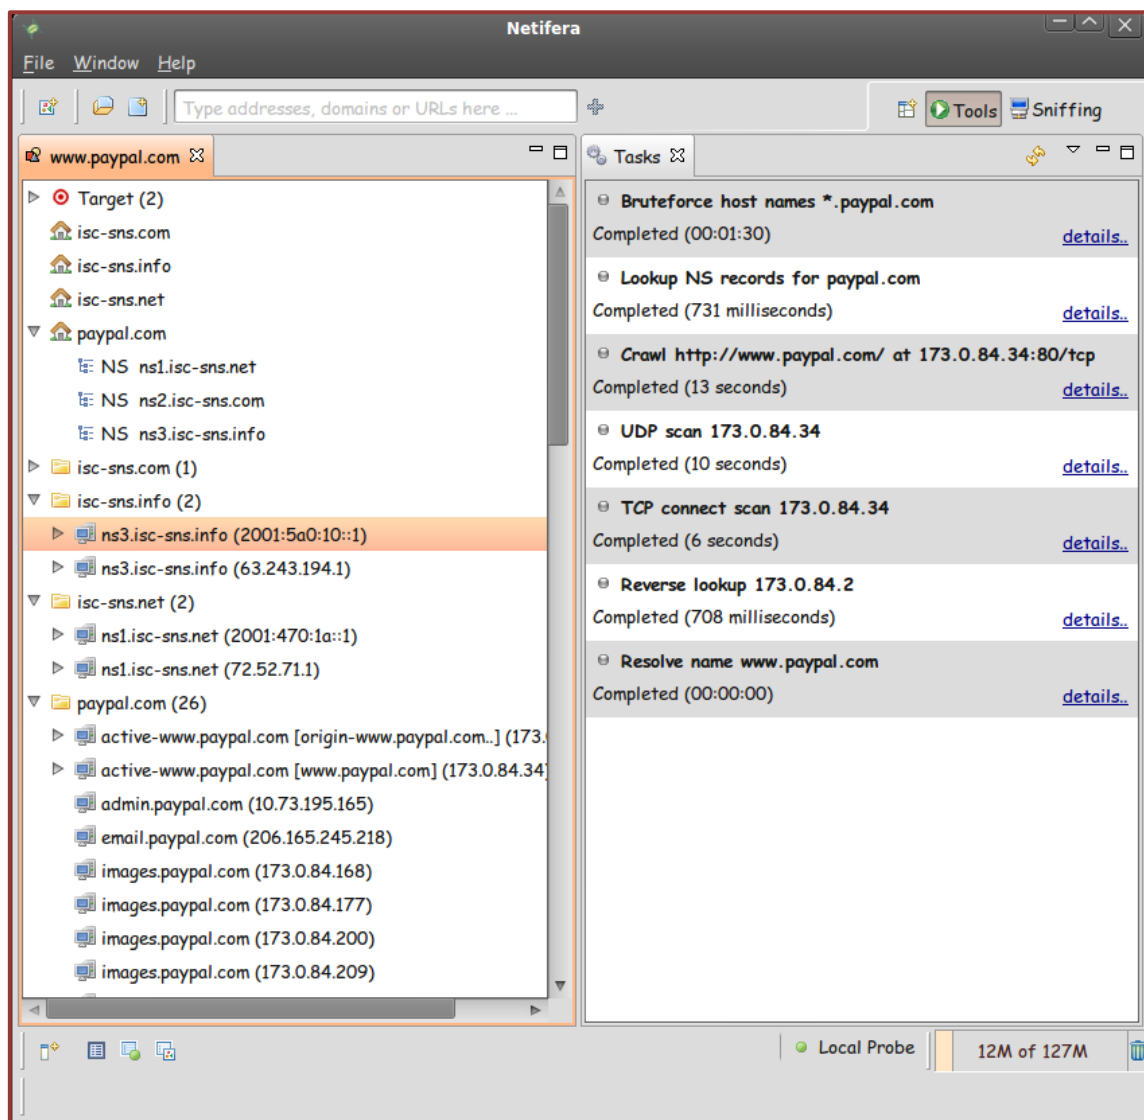 Netifera
File Window Help
Type addresses, domains or URLs here ...
Tools Sniffing
www.paypal.com
Target (2)
isc-sns.com
isc-sns.info
isc-sns.net
paypal.com
NS ns1.isc-sns.net
NS ns2.isc-sns.com
NS ns3.isc-sns.info
isc-sns.com (1)
isc-sns.info (2)
ns3.isc-sns.info (2001:5a0:10::1)
ns3.isc-sns.info (63.243.194.1)
isc-sns.net (2)
ns1.isc-sns.net (2001:470:1a::1)
ns1.isc-sns.net (72.52.71.1)
paypal.com (26)
active-www.paypal.com [origin-www.paypal.com..] (173.
active-www.paypal.com [www.paypal.com] (173.0.84.34)
admin.paypal.com (10.73.195.165)
email.paypal.com (206.165.245.218)
images.paypal.com (173.0.84.168)
images.paypal.com (173.0.84.177)
images.paypal.com (173.0.84.200)
images.paypal.com (173.0.84.209)
Tasks
Bruteforce host names *.paypal.com
Completed (00:01:30) details..
Lookup NS records for paypal.com
Completed (731 milliseconds) details..
Crawl http://www.paypal.com/ at 173.0.84.34:80/tcp
Completed (13 seconds) details..
UDP scan 173.0.84.34
Completed (10 seconds) details..
TCP connect scan 173.0.84.34
Completed (6 seconds) details..
Reverse lookup 173.0.84.2
Completed (708 milliseconds) details..
Resolve name www.paypal.com
Completed (00:00:00) details..
Local Probe 12M of 127M